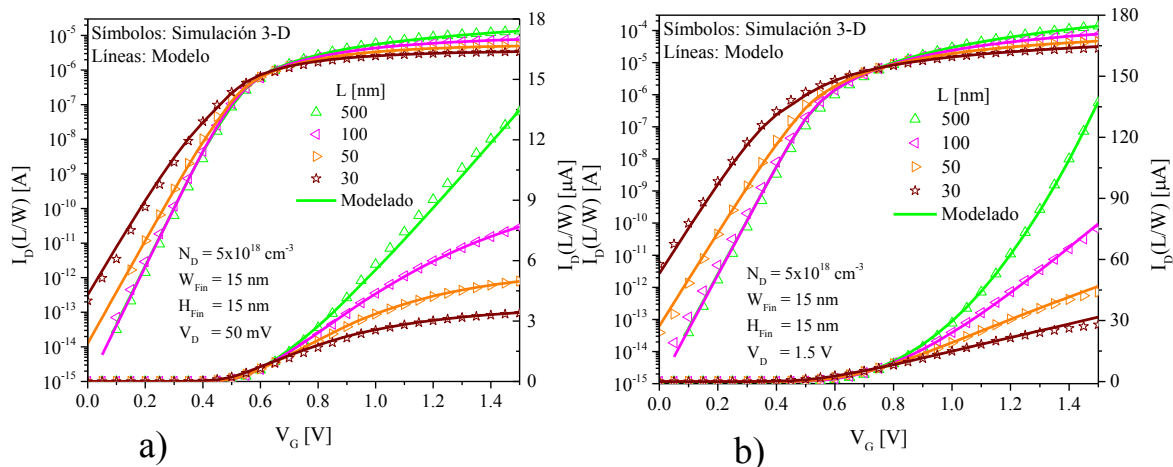 Símbolos: Simulación 3-D
Líneas: Modelo
L [nm]
500
100
50
30
Modelado
N_D = 5x10^18 cm^-3
W_Fin = 15 nm
H_Fin = 15 nm
V_D = 50 mV
I_D(L/W) [A]
10^-5
10^-6
10^-7
10^-8
10^-9
10^-10
10^-11
10^-12
10^-13
10^-14
10^-15
0.0 0.2 0.4 0.6 0.8 1.0 1.2 1.4
V_G [V]
18
15
12
9
6
3
0
I_D(L/W) [µA]
a)
Símbolos: Simulación 3-D
Líneas: Modelo
L [nm]
500
100
50
30
Modelado
N_D = 5x10^18 cm^-3
W_Fin = 15 nm
H_Fin = 15 nm
V_D = 1.5 V
I_D(L/W) [A]
10^-4
10^-5
10^-6
10^-7
10^-8
10^-9
10^-10
10^-11
10^-12
10^-13
10^-14
10^-15
0.0 0.2 0.4 0.6 0.8 1.0 1.2 1.4
V_G [V]
180
150
120
90
60
30
0
I_D(L/W) [µA]
b)